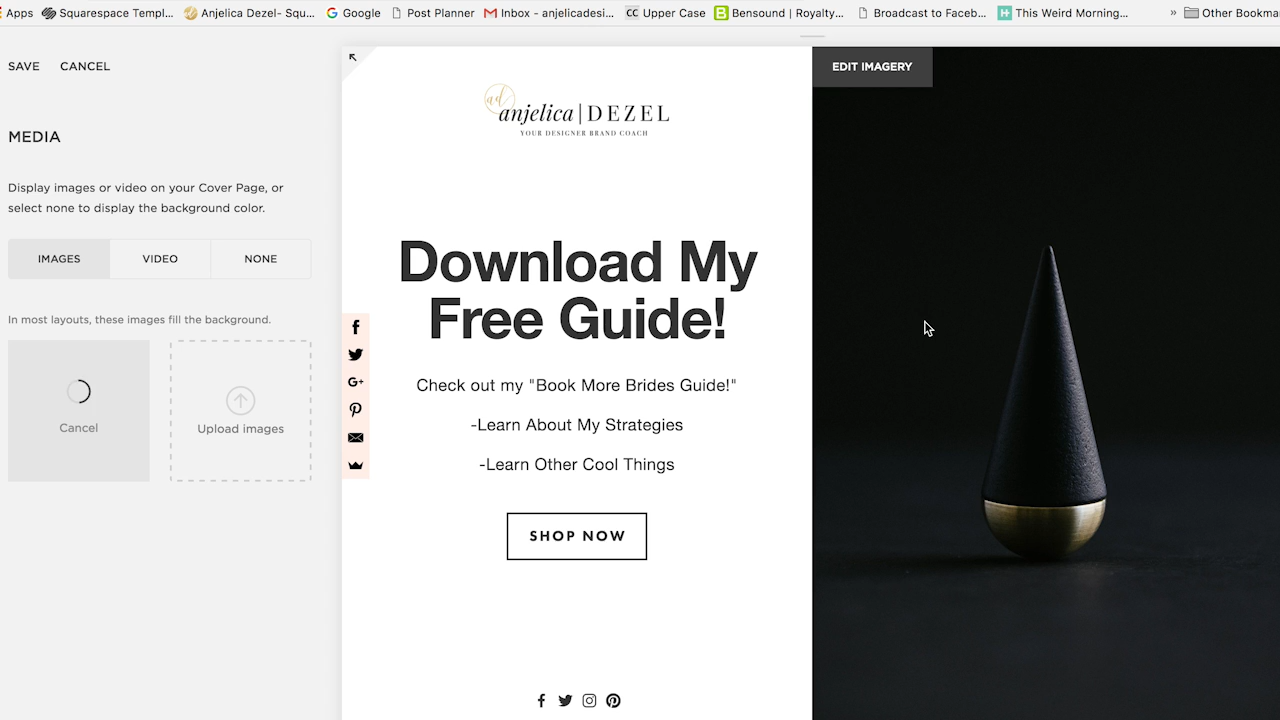 Apps Squarespace Templ... Anjelica Dezel- Squ... Google Post Planner Inbox - anjelicadesi... CC Upper Case Bensound | Royalty... Broadcast to Faceb... This Weird Morning... » Other Bookma
SAVE CANCEL
MEDIA
Display images or video on your Cover Page, or
select none to display the background color.
IMAGES VIDEO NONE
In most layouts, these images fill the background.
Cancel
Upload images
ad
anjelica|DEZEL
YOUR DESIGNER BRAND COACH
Download My
Free Guide!
Check out my "Book More Brides Guide!"
-Learn About My Strategies
-Learn Other Cool Things
SHOP NOW
EDIT IMAGERY